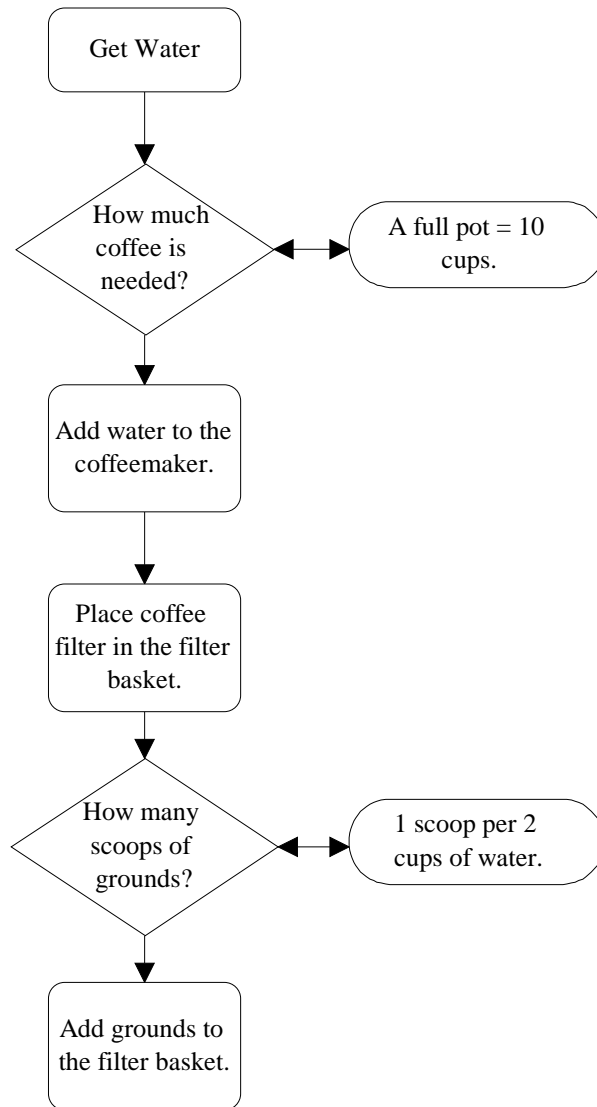 Get Water
How much
coffee is
needed?
A full pot = 10
cups.
Add water to the
coffeemaker.
Place coffee
filter in the filter
basket.
How many
scoops of
grounds?
1 scoop per 2
cups of water.
Add grounds to
the filter basket.